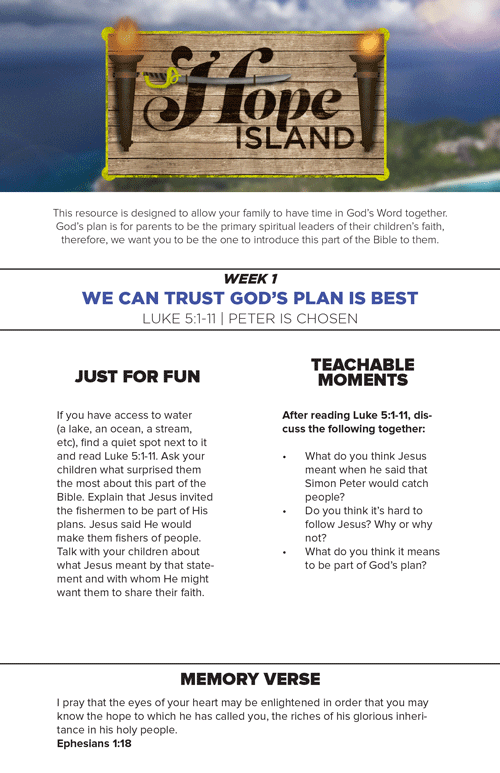 Hope
ISLAND
This resource is designed to allow your family to have time in God's Word together.
God's plan is for parents to be the primary spiritual leaders of their children's faith,
therefore, we want you to be the one to introduce this part of the Bible to them.
WEEK 1
WE CAN TRUST GOD'S PLAN IS BEST
LUKE 5:1-11 | PETER IS CHOSEN
JUST FOR FUN
If you have access to water
(a lake, an ocean, a stream,
etc), find a quiet spot next to it
and read Luke 5:1-11. Ask your
children what surprised them
the most about this part of the
Bible. Explain that Jesus invited
the fishermen to be part of His
plans. Jesus said He would
make them fishers of people.
Talk with your children about
what Jesus meant by that state-
ment and with whom He might
want them to share their faith.
TEACHABLE
MOMENTS
After reading Luke 5:1-11, dis-
cuss the following together:
• What do you think Jesus
meant when he said that
Simon Peter would catch
people?
• Do you think it's hard to
follow Jesus? Why or why
not?
• What do you think it means
to be part of God's plan?
MEMORY VERSE
I pray that the eyes of your heart may be enlightened in order that you may
know the hope to which he has called you, the riches of his glorious inheri-
tance in his holy people.
Ephesians 1:18